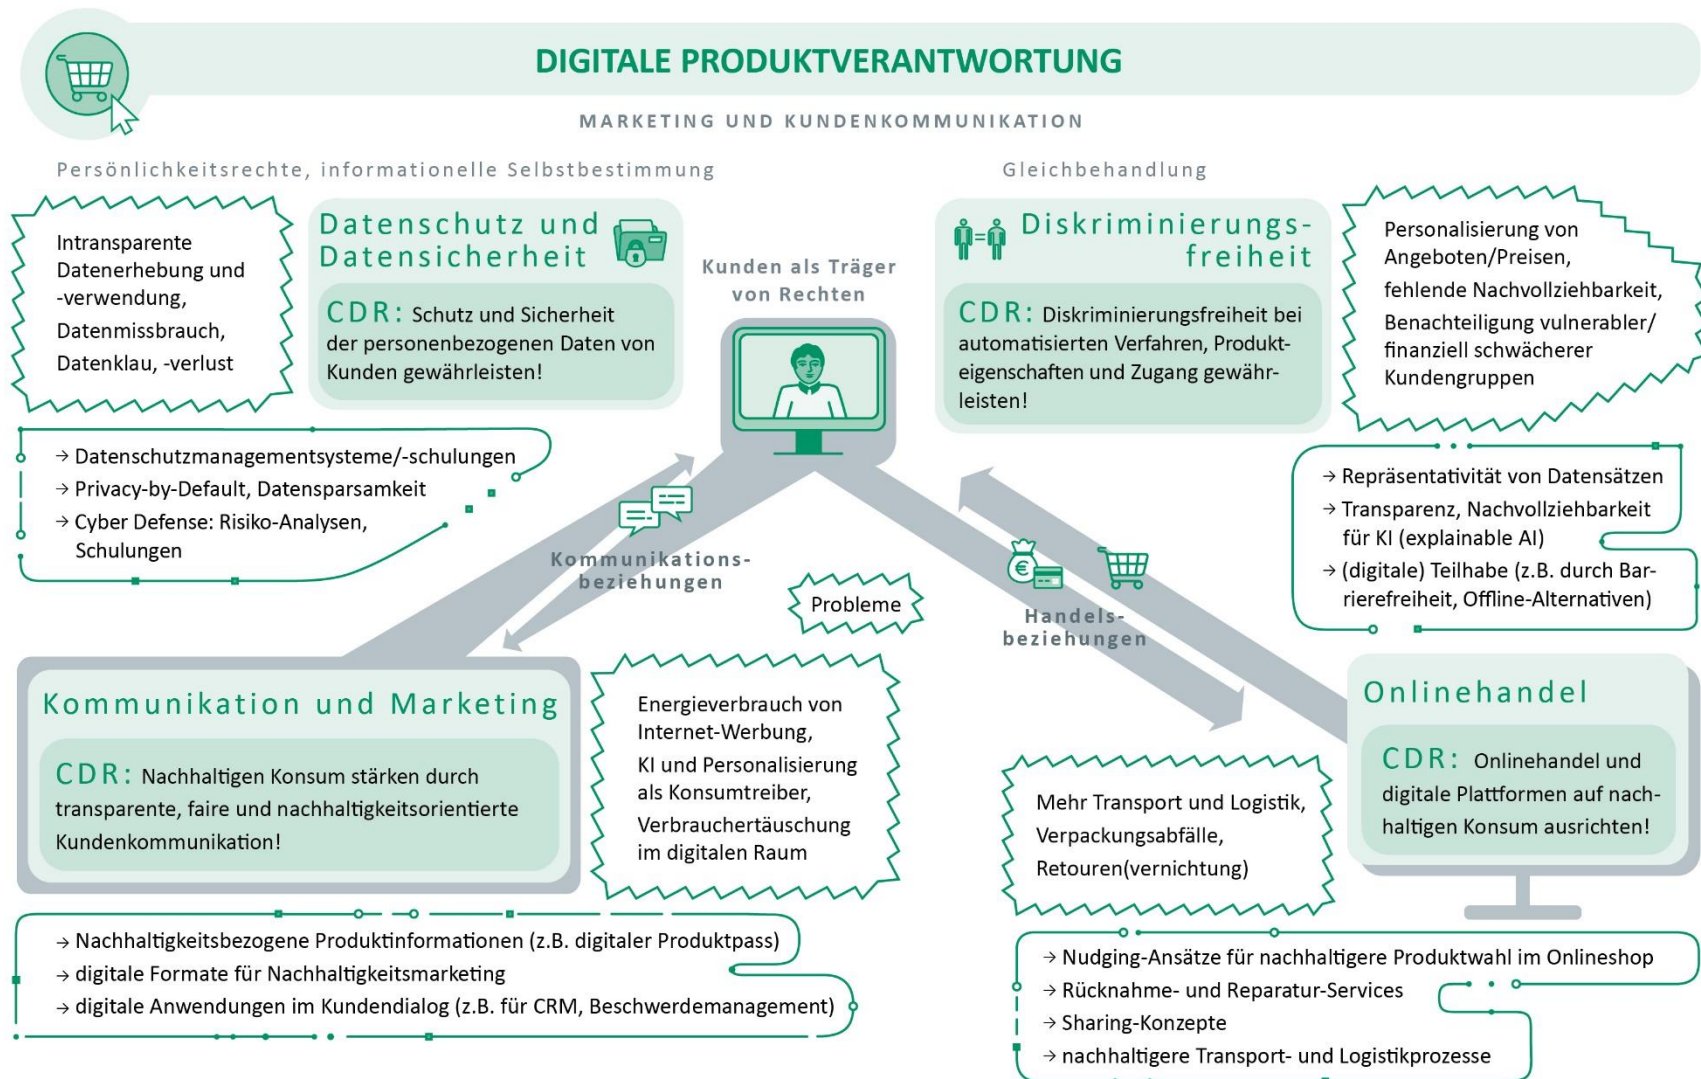 DIGITALE PRODUKTVERANTWORTUNG
MARKETING UND KUNDENKOMMUNIKATION
Persönlichkeitsrechte, informationelle Selbstbestimmung
Gleichbehandlung
Intransparente
Datenerhebung und
-verwendung,
Datenmissbrauch,
Datenklau, -verlust
Datenschutz und
Datensicherheit
CDR: Schutz und Sicherheit
der personenbezogenen Daten von
Kunden gewährleisten!
Kunden als Träger
von Rechten
=
Diskriminierungs-
freiheit
CDR: Diskriminierungsfreiheit bei
automatisierten Verfahren, Produkt-
eigenschaften und Zugang gewähr-
leisten!
Personalisierung von
Angeboten/Preisen,
fehlende Nachvollziehbarkeit,
Benachteiligung vulnerabler/
finanziell schwächerer
Kundengruppen
→ Datenschutzmanagementsysteme/-schulungen
→ Privacy-by-Default, Datensparsamkeit
→ Cyber Defense: Risiko-Analysen,
Schulungen
→ Repräsentativität von Datensätzen
→ Transparenz, Nachvollziehbarkeit
für KI (explainable AI)
→ (digitale) Teilhabe (z.B. durch Bar-
rierefreiheit, Offline-Alternativen)
Kommunikations-
beziehungen
Probleme
€
Handels-
beziehungen
Kommunikation und Marketing
CDR: Nachhaltigen Konsum stärken durch
transparente, faire und nachhaltigkeitsorientierte
Kundenkommunikation!
Energieverbrauch von
Internet-Werbung,
KI und Personalisierung
als Konsumtreiber,
Verbrauchertäuschung
im digitalen Raum
Mehr Transport und Logistik,
Verpackungsabfälle,
Retouren(vernichtung)
Onlinehandel
CDR: Onlinehandel und
digitale Plattformen auf nach-
haltigen Konsum ausrichten!
→ Nachhaltigkeitsbezogene Produktinformationen (z.B. digitaler Produktpass)
→ digitale Formate für Nachhaltigkeitsmarketing
→ digitale Anwendungen im Kundendialog (z.B. für CRM, Beschwerdemanagement)
→ Nudging-Ansätze für nachhaltigere Produktwahl im Onlineshop
→ Rücknahme- und Reparatur-Services
→ Sharing-Konzepte
→ nachhaltigere Transport- und Logistikprozesse